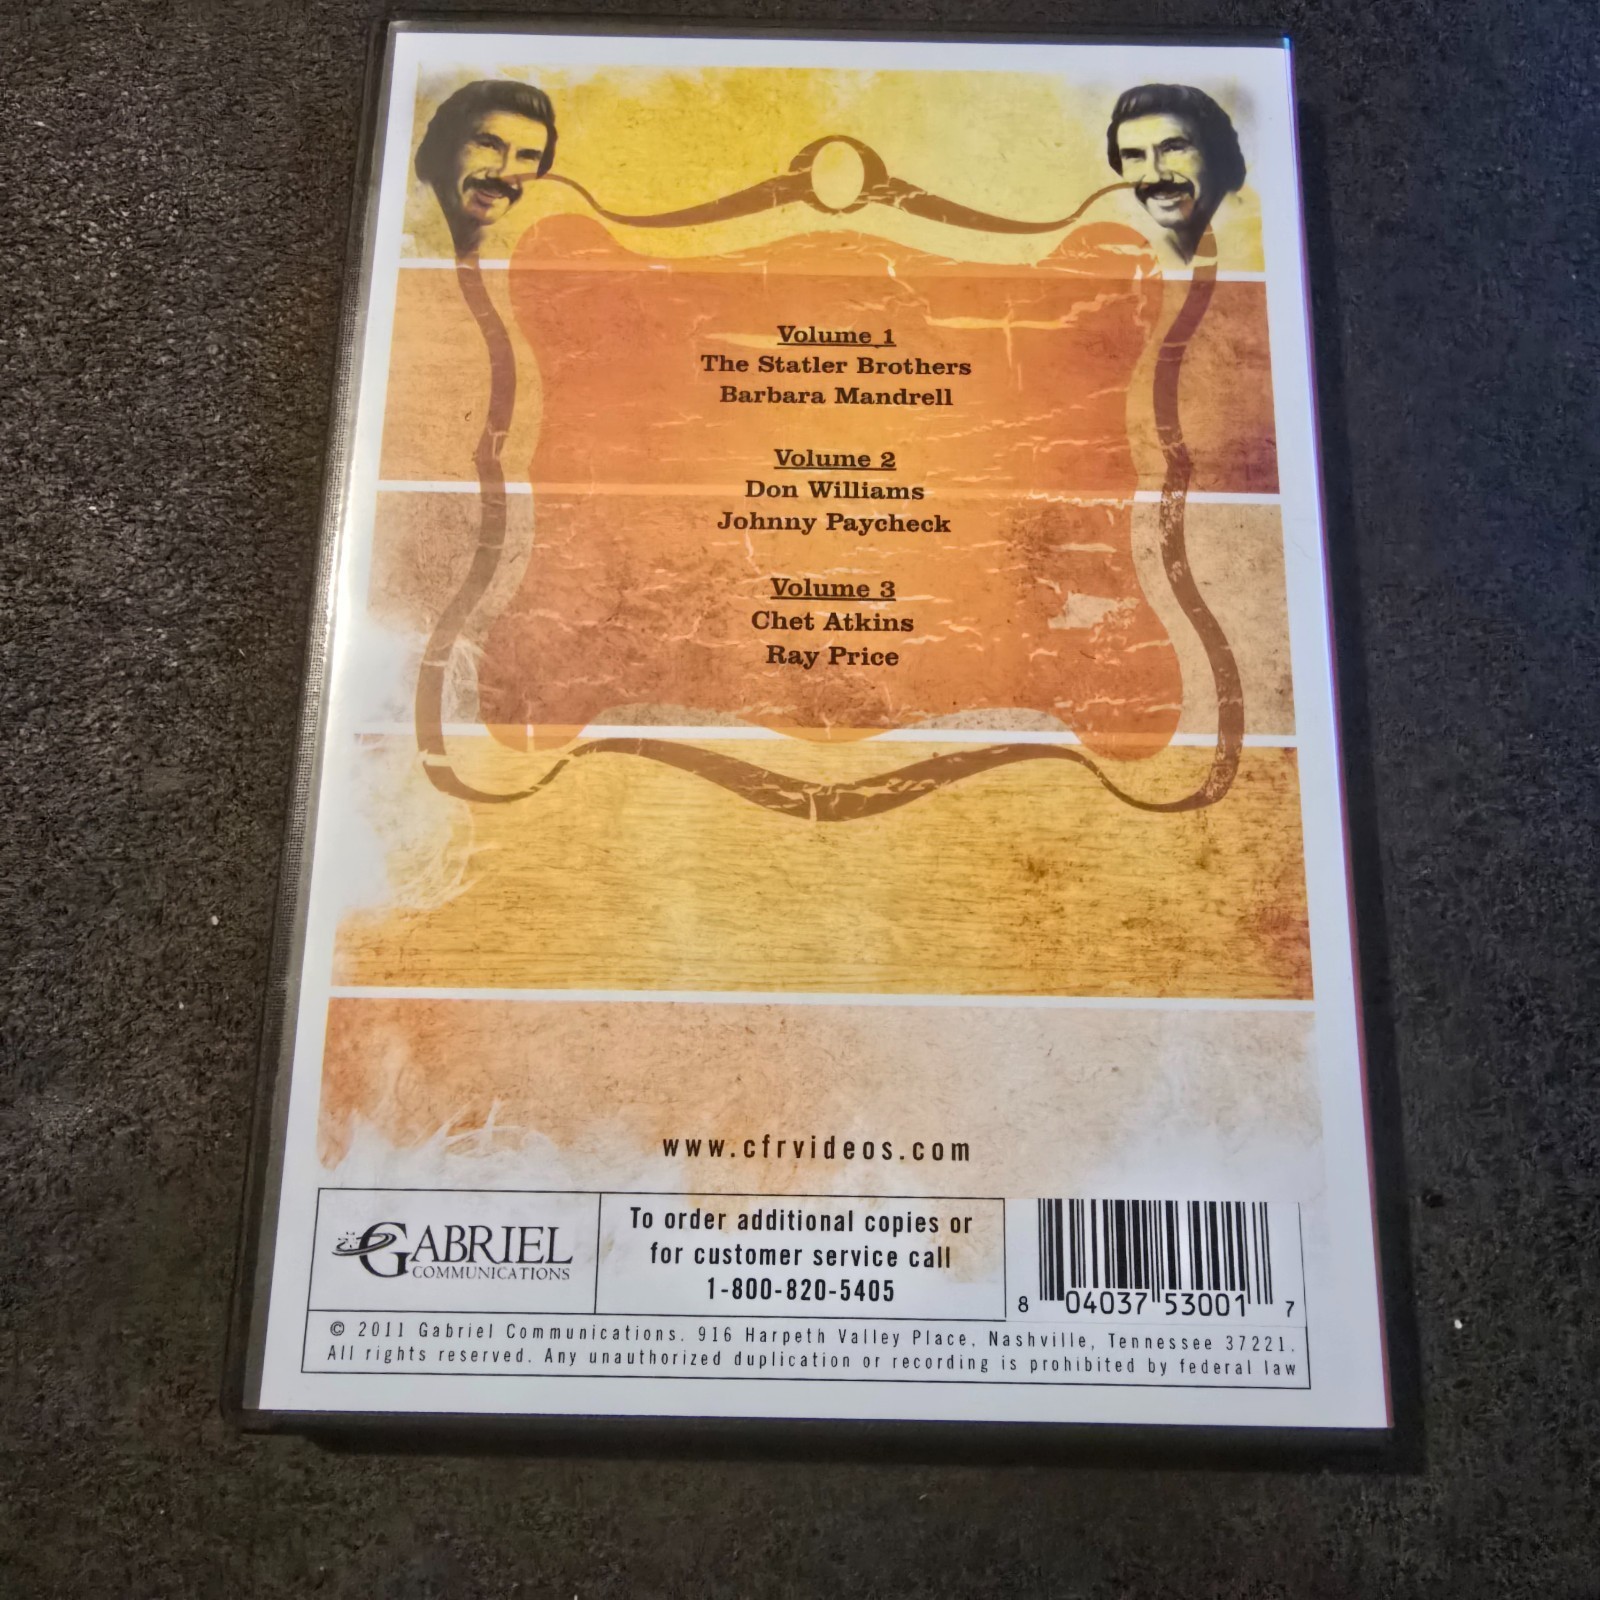 Volume 1
The Statler Brothers
Barbara Mandrell
Volume 2
Don Williams
Johnny Paycheck
Volume 3
Chet Atkins
Ray Price
www.cfrvideos.com
GABRIEL
COMMUNICATIONS
To order additional copies or
for customer service call
1-800-820-5405
8 04037 53001 7
© 2011 Gabriel Communications. 916 Harpeth Valley Place, Nashville, Tennessee 37221.
All rights reserved. Any unauthorized duplication or recording is prohibited by federal law